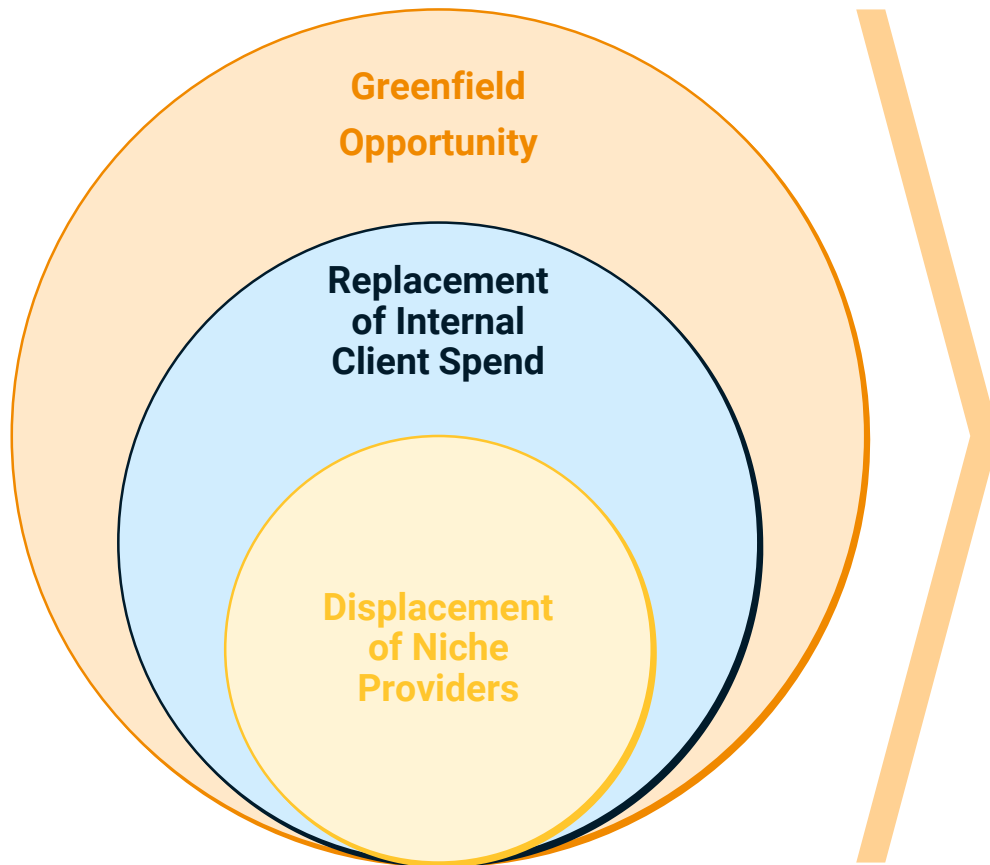 Greenfield
Opportunity
Replacement
of Internal
Client Spend
Displacement
of Niche
Providers